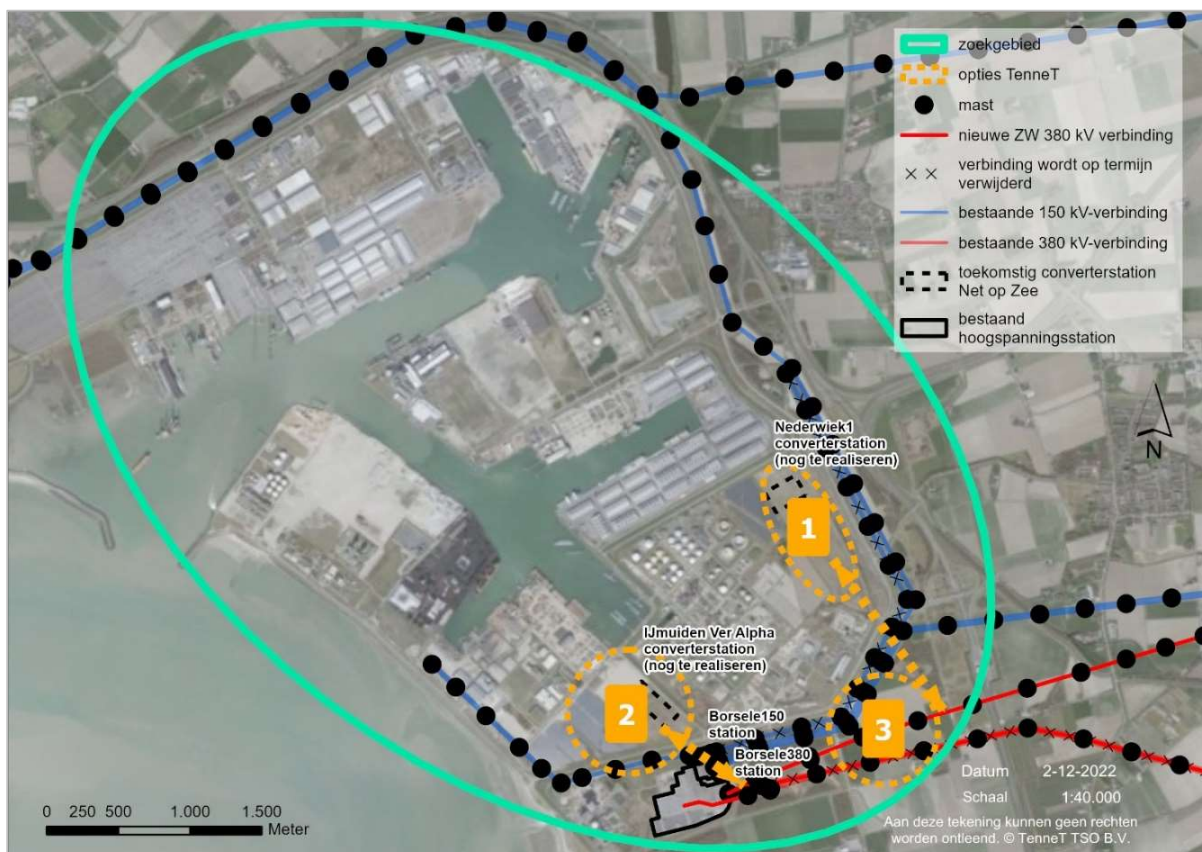 zoekgebied
opties TenneT
mast
nieuwe ZW 380 kV verbinding
verbinding wordt op termijn
verwijderd
bestaande 150 kV-verbinding
bestaande 380 kV-verbinding
toekomstig converterstation
Net op Zee
bestaand
hoogspanningsstation
N
Nederwiek1
converterstation
(nog te realiseren)
1
IJmuiden Ver Alpha
converterstation
(nog te realiseren)
2
Borsele150
station
3
Borsele380
station
Datum 2-12-2022
Schaal 1:40.000
Aan deze tekening kunnen geen rechten
worden ontleend. © TenneT TSO B.V.
0 250 500 1.000 1.500
Meter